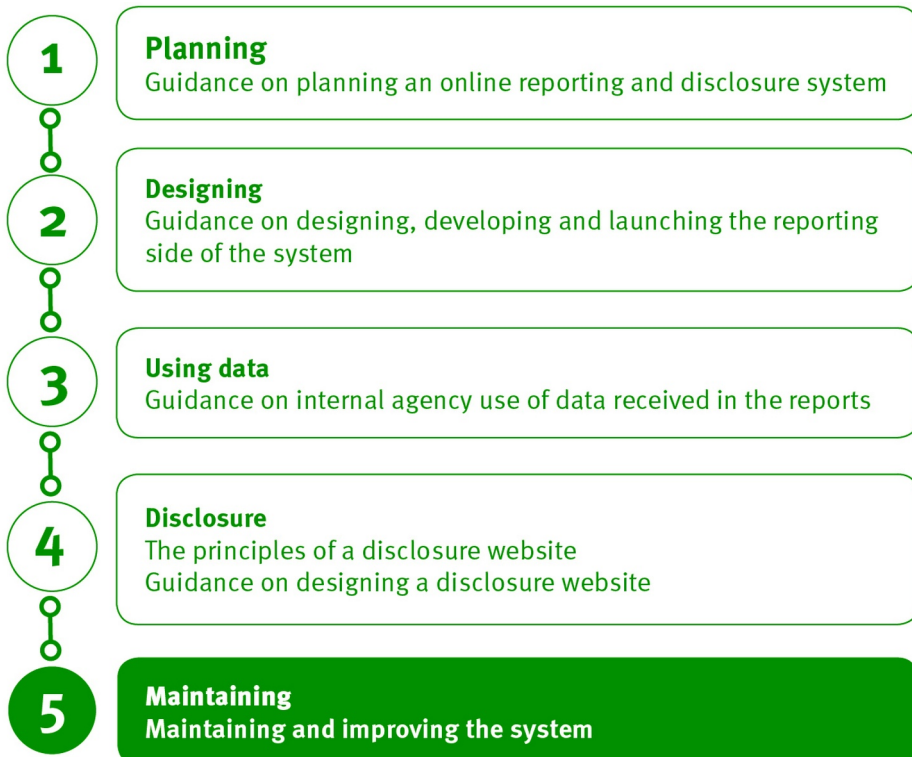 1
Planning
Guidance on planning an online reporting and disclosure system
2
Designing
Guidance on designing, developing and launching the reporting
side of the system
3
Using data
Guidance on internal agency use of data received in the reports
4
Disclosure
The principles of a disclosure website
Guidance on designing a disclosure website
5
Maintaining
Maintaining and improving the system